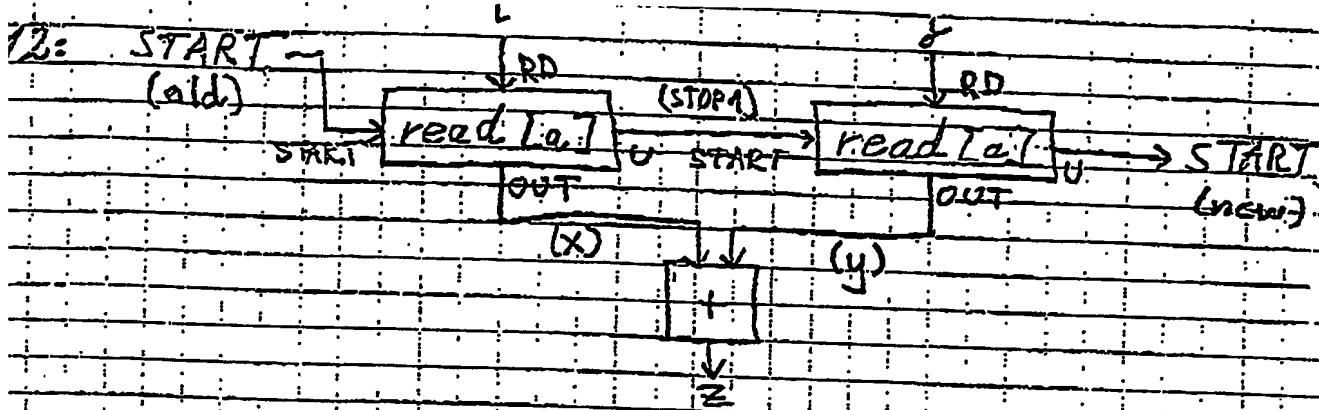 12: START
(old)
RD
RD
(STOP1)
read [a]
read [a]
START
U
START
U
START
(new)
OUT
OUT
(x)
(y)
+
Z